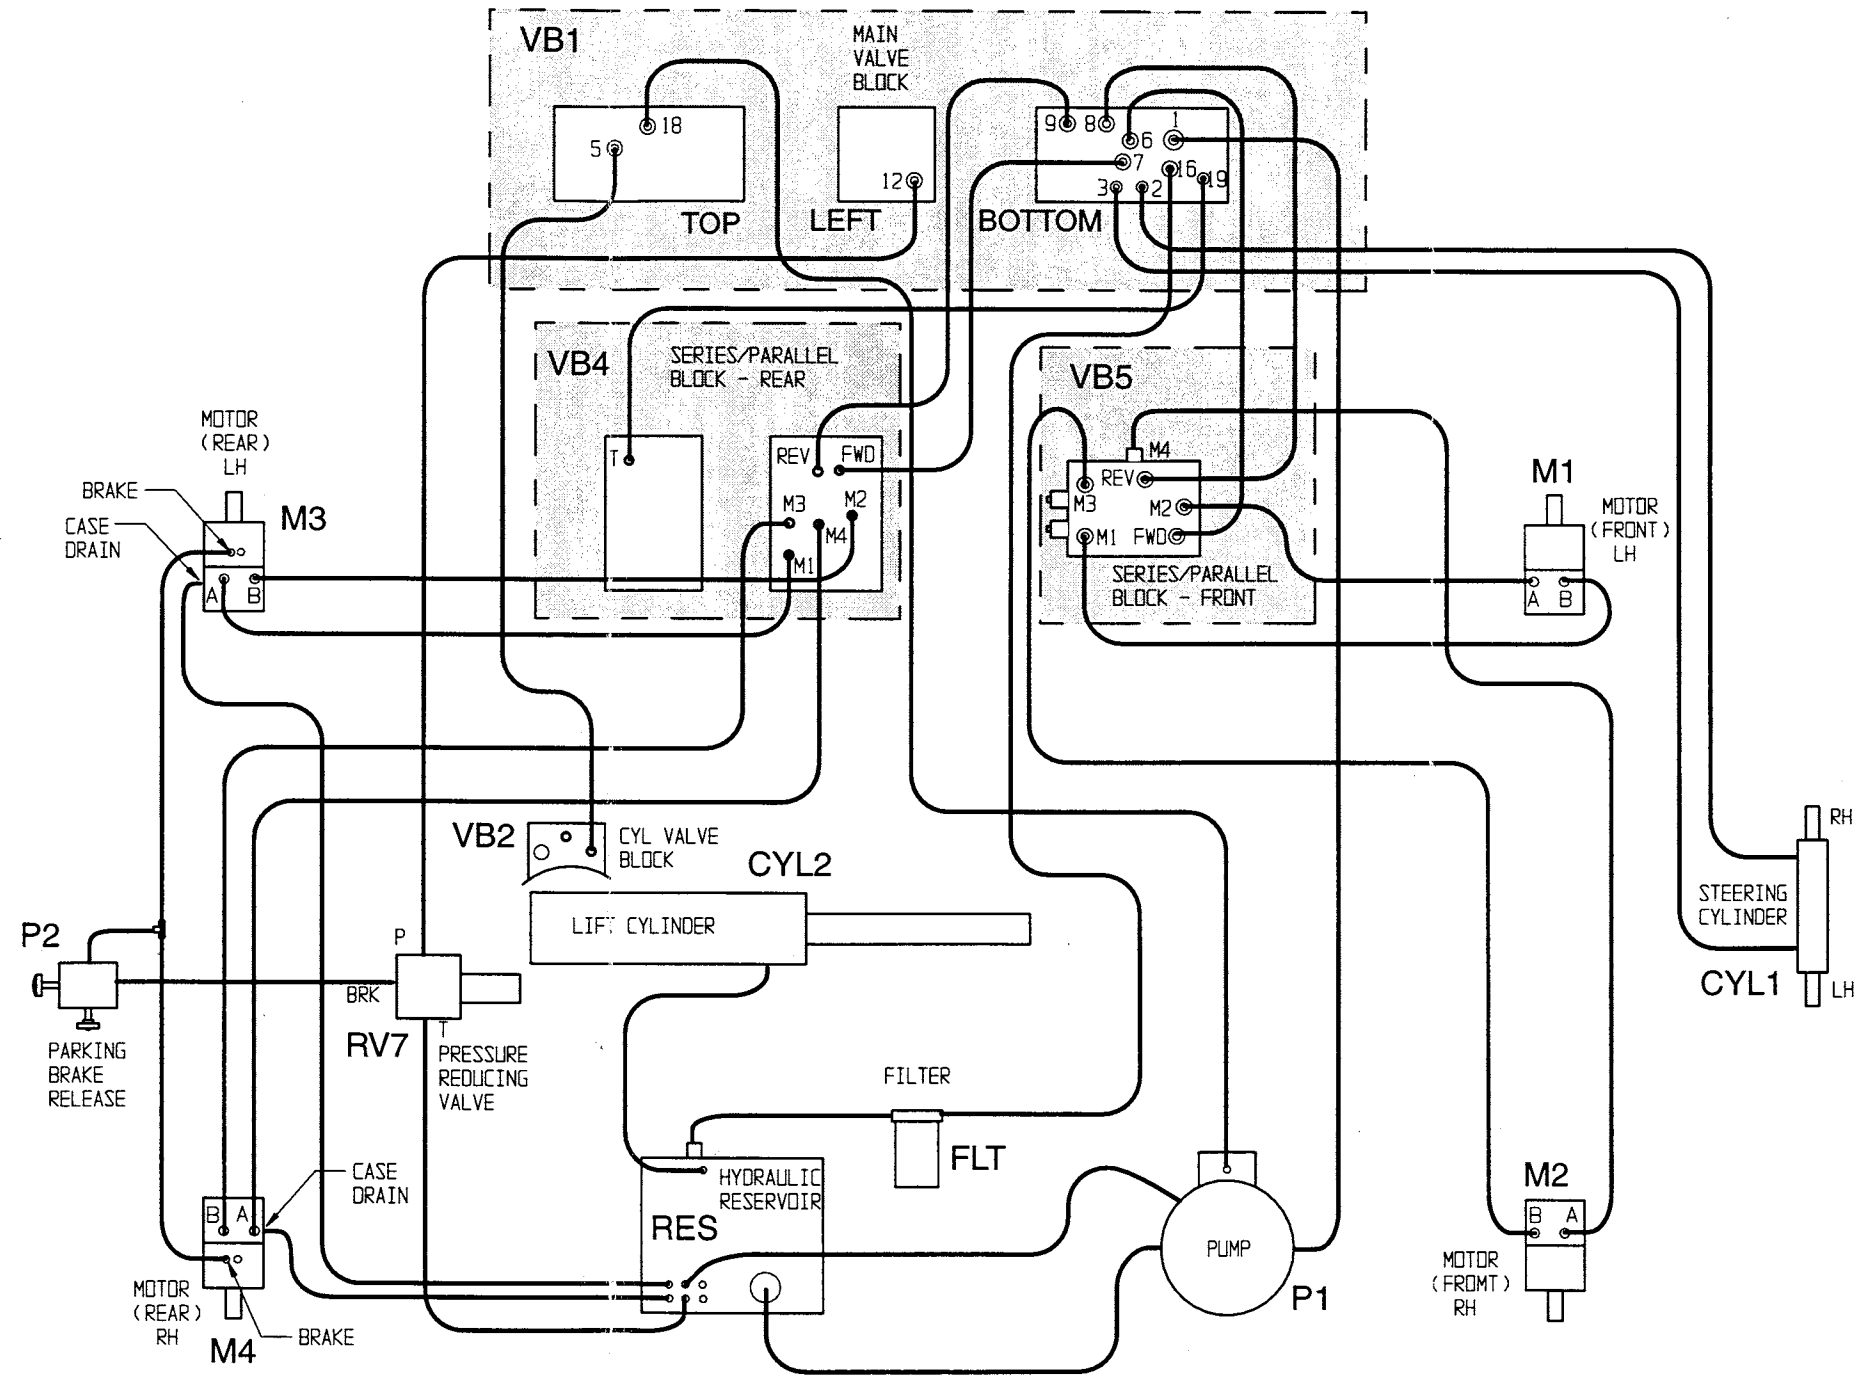 VB1
MAIN
VALVE
BLOCK
18
5
12
9 8
6 1
7
16
19
3 2
TOP
LEFT
BOTTOM
VB4
SERIES/PARALLEL
BLOCK - REAR
T
REV FWD
M3 M2
M4
M1
VB5
M4
REV
M3
M2
M1 FWD
SERIES/PARALLEL
BLOCK - FRONT
MOTOR
(REAR)
LH
BRAKE
CASE
DRAIN
M3
A B
M1
MOTOR
(FRONT)
LH
A B
VB2
CYL VALVE
BLOCK
CYL2
LIFT CYLINDER
RH
STEERING
CYLINDER
CYL1
LH
P2
PARKING
BRAKE
RELEASE
P
BRK
RV7
T
PRESSURE
REDUCING
VALVE
FILTER
FLT
HYDRAULIC
RESERVOIR
RES
PUMP
P1
CASE
DRAIN
B A
MOTOR
(REAR)
RH
M4
BRAKE
M2
B A
MOTOR
(FROMT)
RH